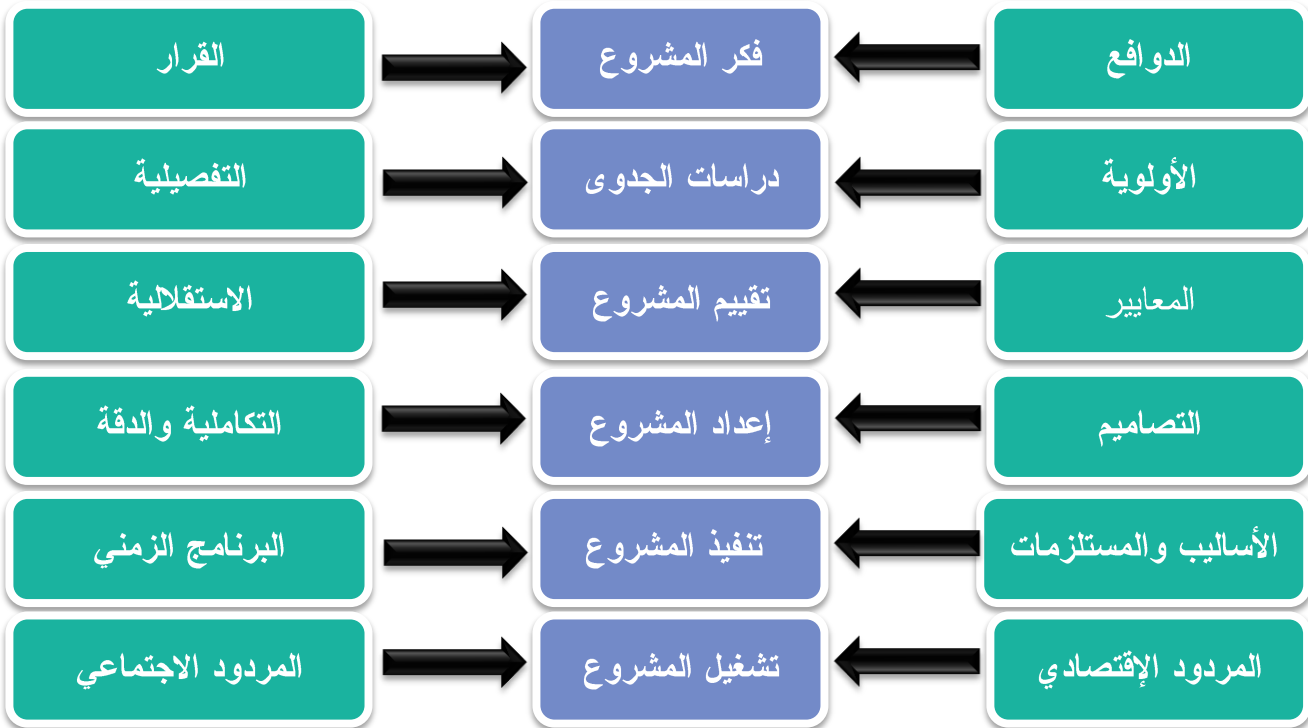 الدوافع
فكر المشروع
القرار
الأولوية
دراسات الجدوى
التفصيلية
المعايير
تقييم المشروع
الاستقلالية
التصاميم
إعداد المشروع
التكاملية والدقة
الأساليب والمستلزمات
تنفيذ المشروع
البرنامج الزمني
المردود الإقتصادي
تشغيل المشروع
المردود الاجتماعي